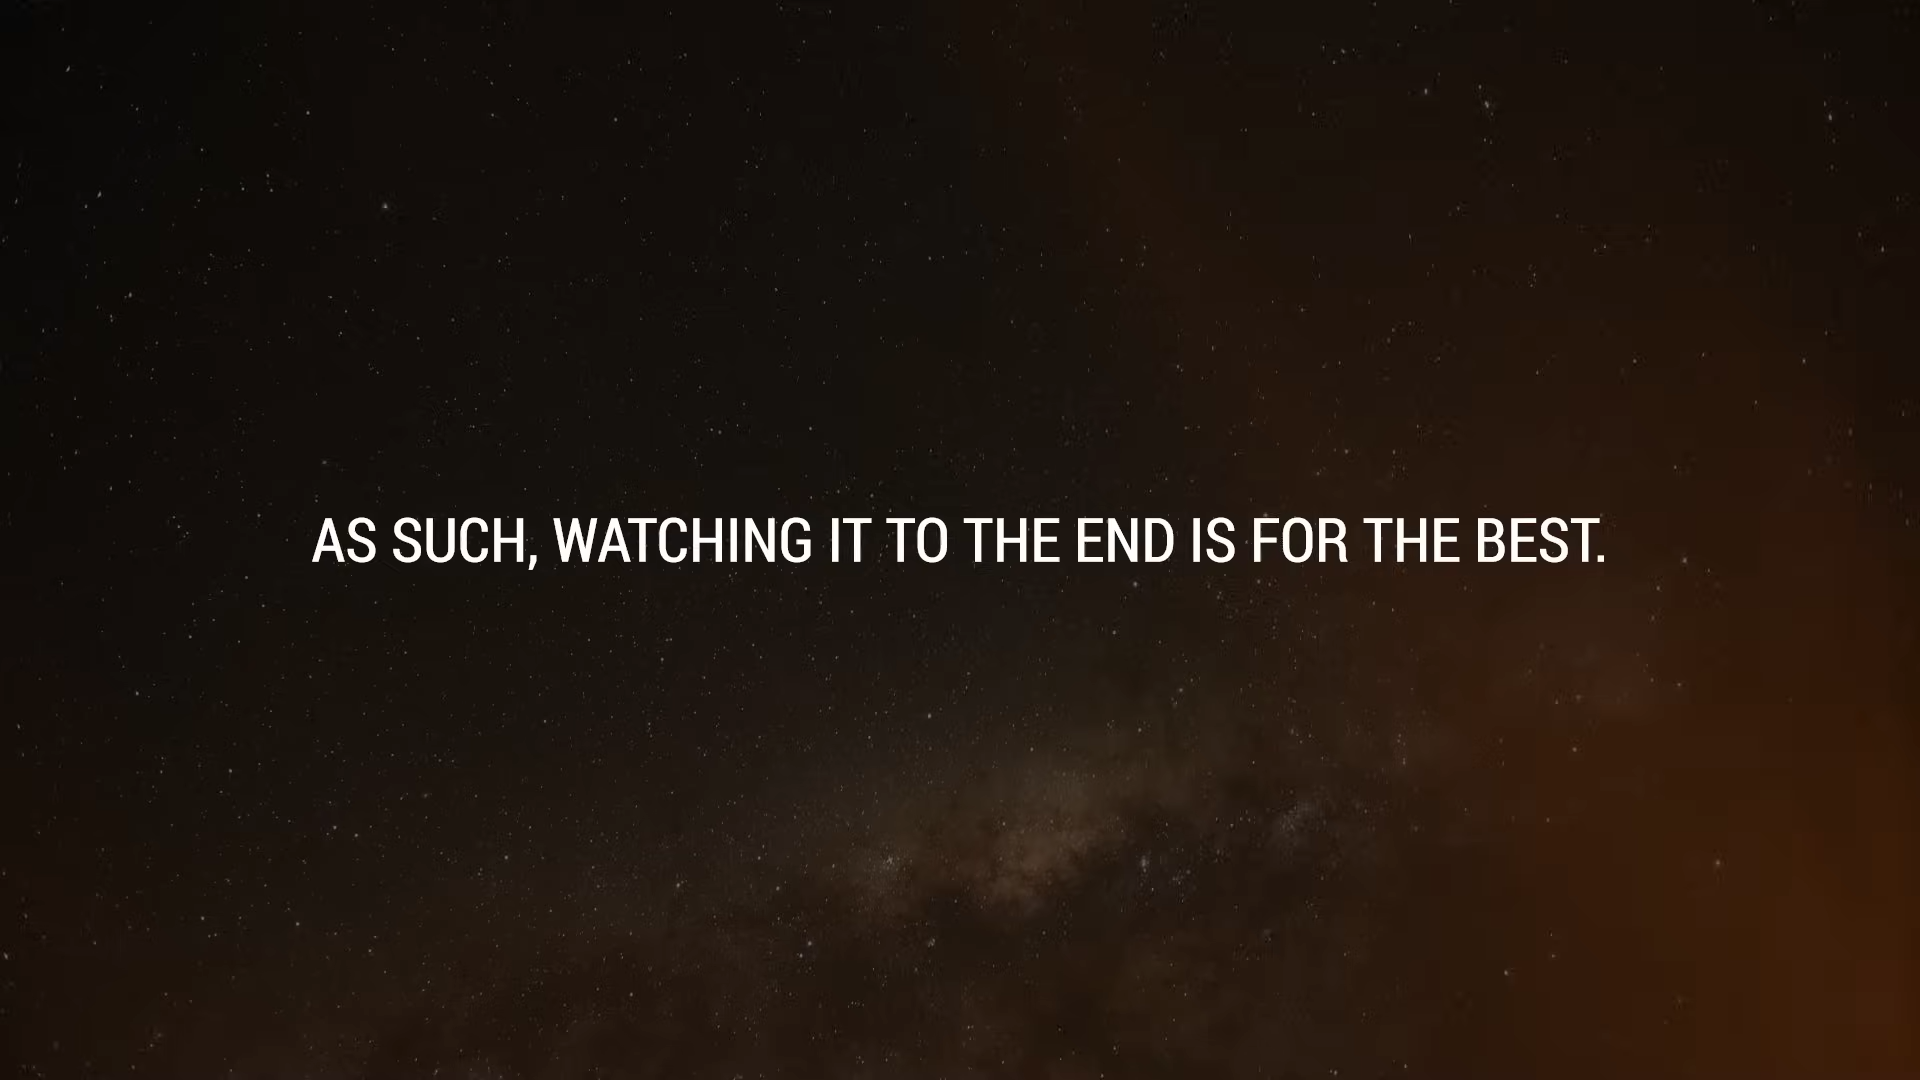 AS SUCH, WATCHING IT TO THE END IS FOR THE BEST.